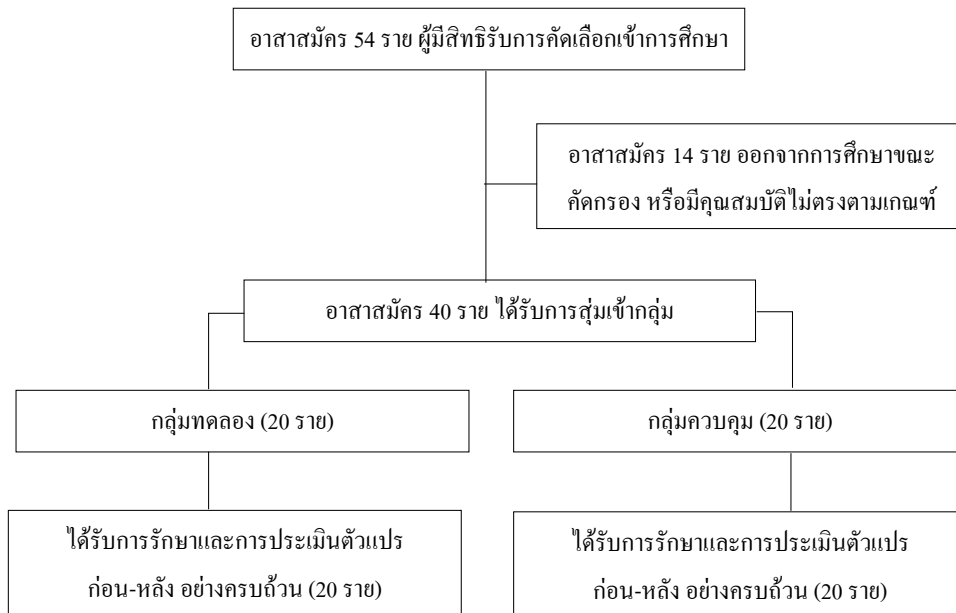 อาสาสมัคร 54 ราย ผู้มีสิทธิรับการคัดเลือกเข้าการศึกษา
อาสาสมัคร 14 ราย ออกจากการศึกษาขณะ
คัดกรอง หรือมีคุณสมบัติไม่ตรงตามเกณฑ์
อาสาสมัคร 40 ราย ได้รับการสุ่มเข้ากลุ่ม
กลุ่มทดลอง (20 ราย)
กลุ่มควบคุม (20 ราย)
ได้รับการรักษาและการประเมินตัวแปร
ก่อน-หลัง อย่างครบถ้วน (20 ราย)
ได้รับการรักษาและการประเมินตัวแปร
ก่อน-หลัง อย่างครบถ้วน (20 ราย)